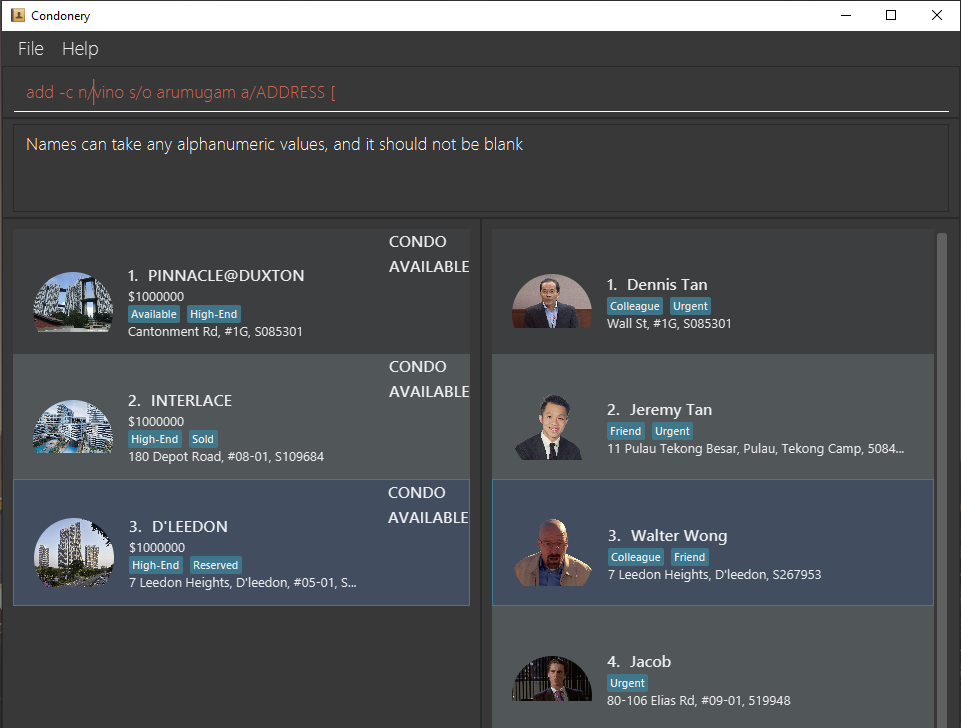 Condonery
File Help
add -c n/vino s/o arumugam a/ADDRESS [
Names can take any alphanumeric values, and it should not be blank
CONDO
AVAILABLE
1. PINNACLE@DUXTON
$1000000
Available High-End
Cantonment Rd, #1G, S085301
CONDO
AVAILABLE
2. INTERLACE
$1000000
High-End Sold
180 Depot Road, #08-01, S109684
CONDO
AVAILABLE
3. D'LEEDON
$1000000
High-End Reserved
7 Leedon Heights, D'leedon, #05-01, S...
1. Dennis Tan
Colleague Urgent
Wall St, #1G, S085301
2. Jeremy Tan
Friend Urgent
11 Pulau Tekong Besar, Pulau, Tekong Camp, 5084...
3. Walter Wong
Colleague Friend
7 Leedon Heights, D'leedon, S267953
4. Jacob
Urgent
80-106 Elias Rd, #09-01, 519948